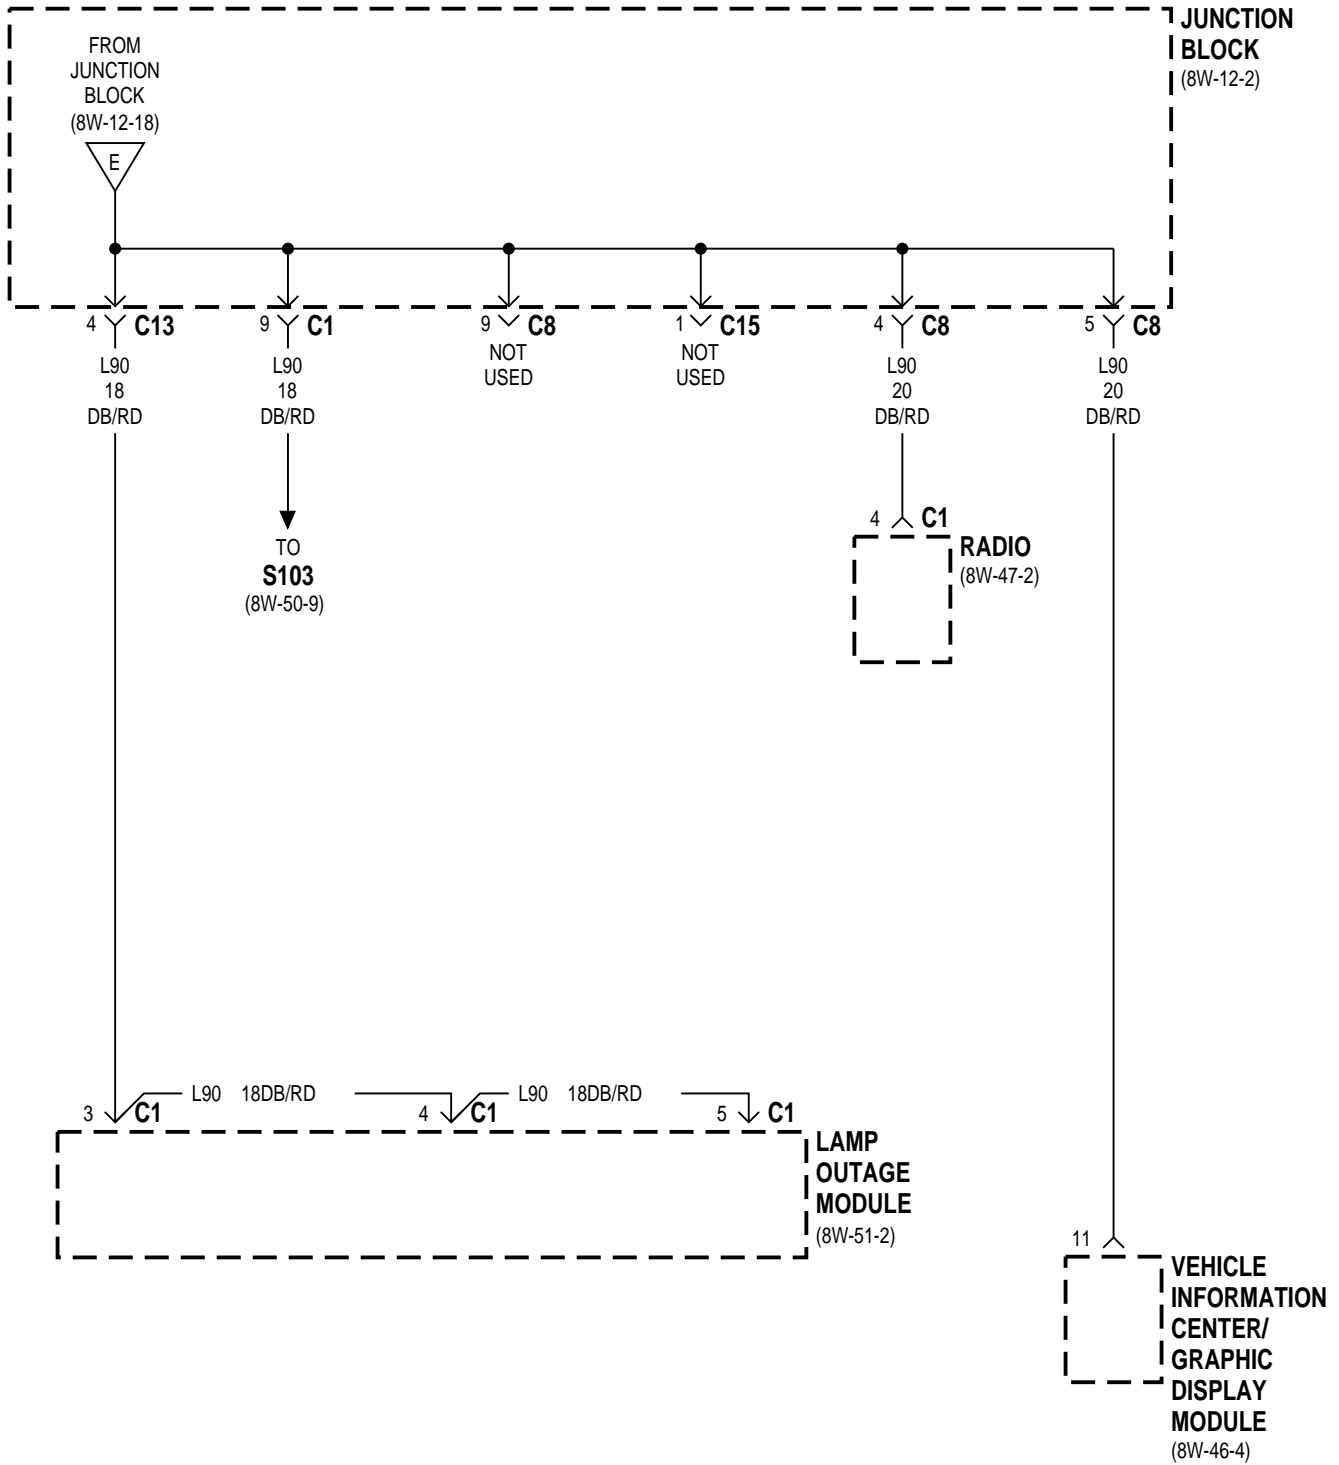 JUNCTION
BLOCK
(8W-12-2)
FROM
JUNCTION
BLOCK
(8W-12-18)
E
4 C13
9 C1
9 C8
1 C15
4 C8
5 C8
L90
18
DB/RD
L90
18
DB/RD
NOT
USED
NOT
USED
L90
20
DB/RD
L90
20
DB/RD
TO
S103
(8W-50-9)
4 C1
RADIO
(8W-47-2)
L90 18DB/RD
L90 18DB/RD
3 C1
4 C1
5 C1
LAMP
OUTAGE
MODULE
(8W-51-2)
11
VEHICLE
INFORMATION
CENTER/
GRAPHIC
DISPLAY
MODULE
(8W-46-4)